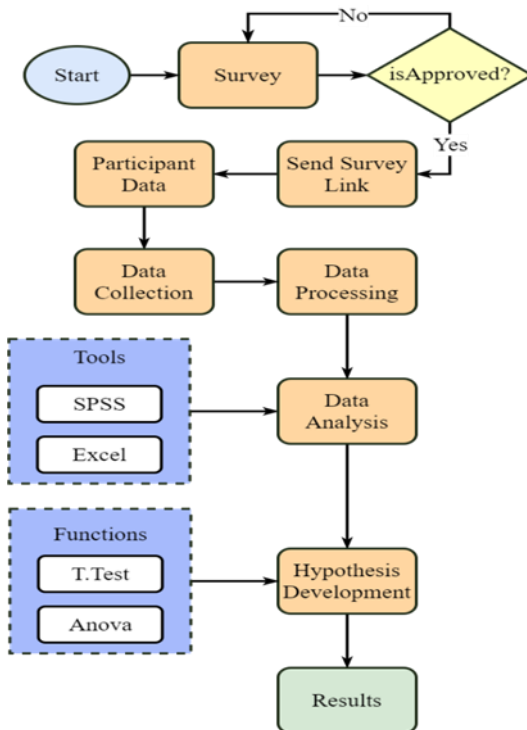 No
Start
Survey
isApproved?
Yes
Participant
Data
Send Survey
Link
Data
Collection
Data
Processing
Tools
SPSS
Excel
Data
Analysis
Functions
T.Test
Anova
Hypothesis
Development
Results